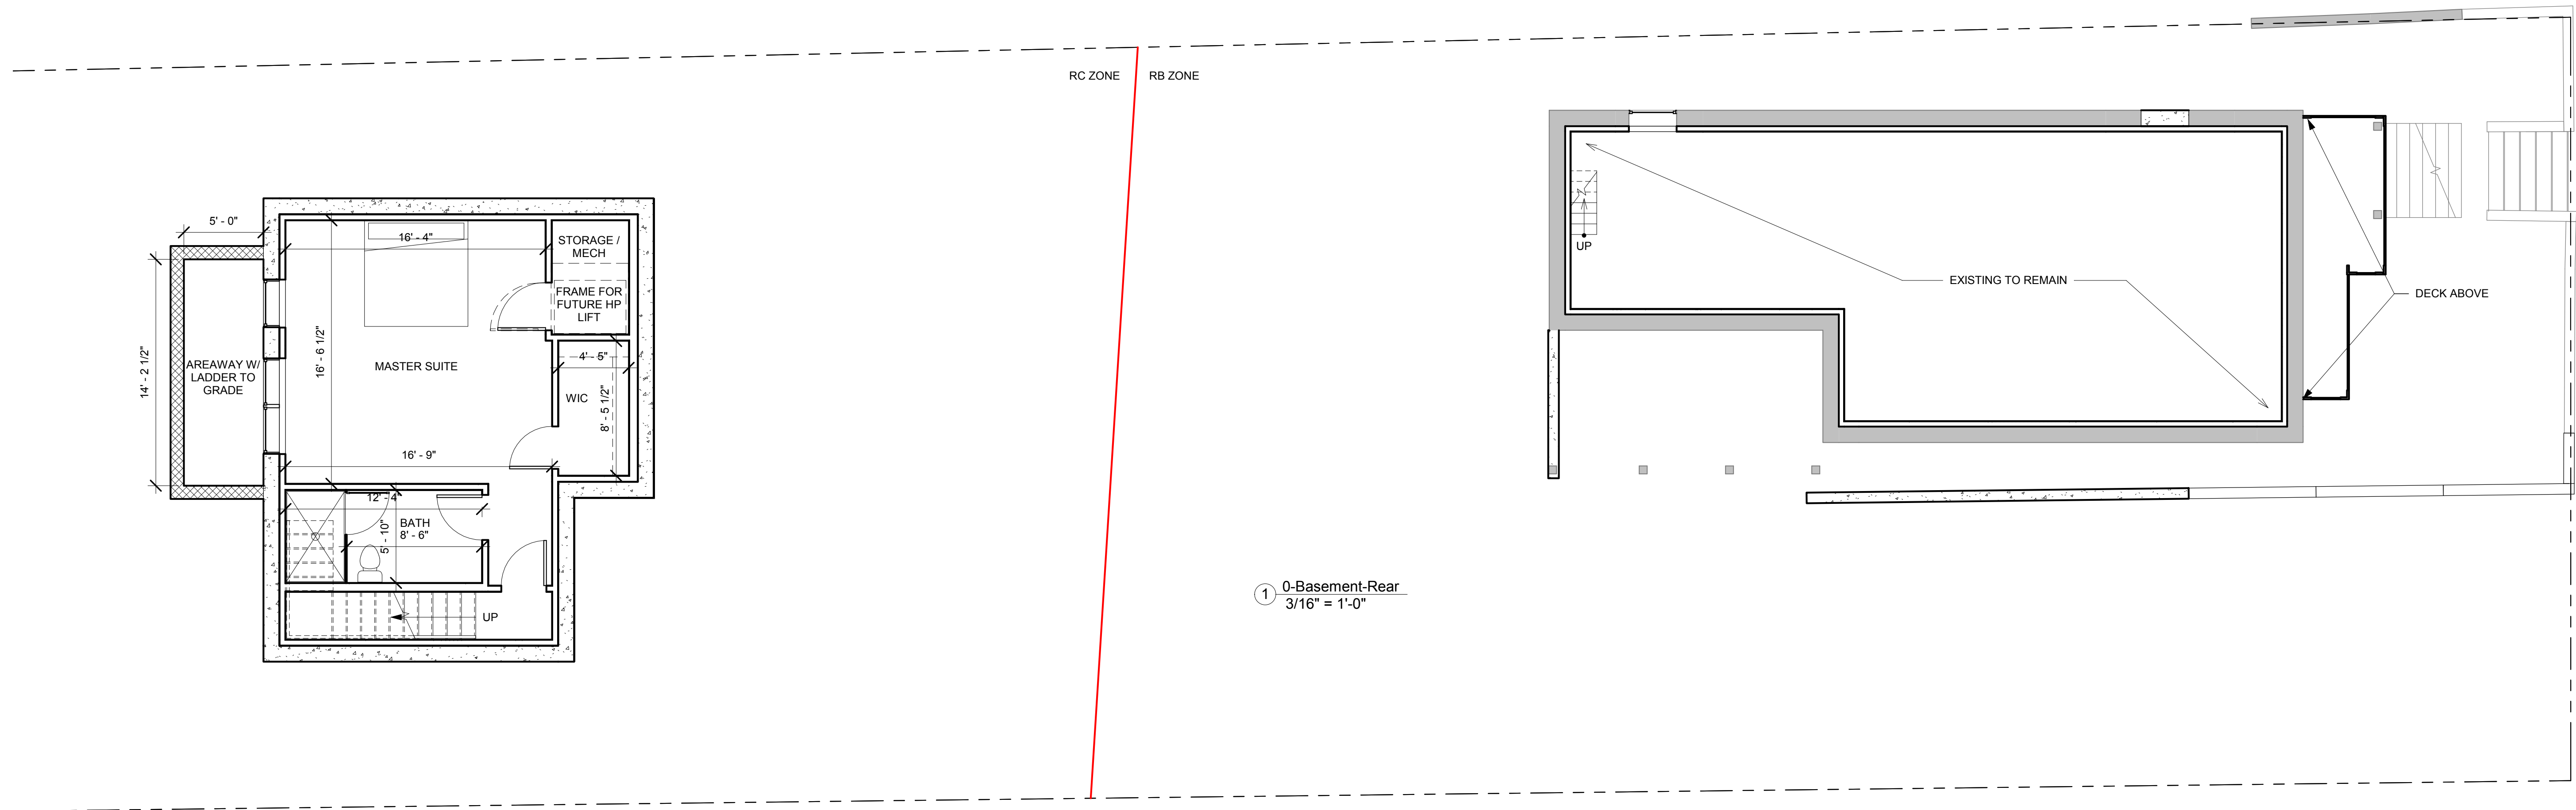 RC ZONE
RB ZONE
5' - 0"
16' - 4"
STORAGE /
MECH
FRAME FOR
FUTURE HP
LIFT
14' - 2 1/2"
AREAWAY W/
LADDER TO
GRADE
16' - 6 1/2"
MASTER SUITE
4' - 5"
WIC
8' - 5 1/2"
16' - 9"
12' - 4"
BATH
8' - 6"
5' - 10"
UP
UP
EXISTING TO REMAIN
DECK ABOVE
1
0-Basement-Rear
3/16" = 1'-0"